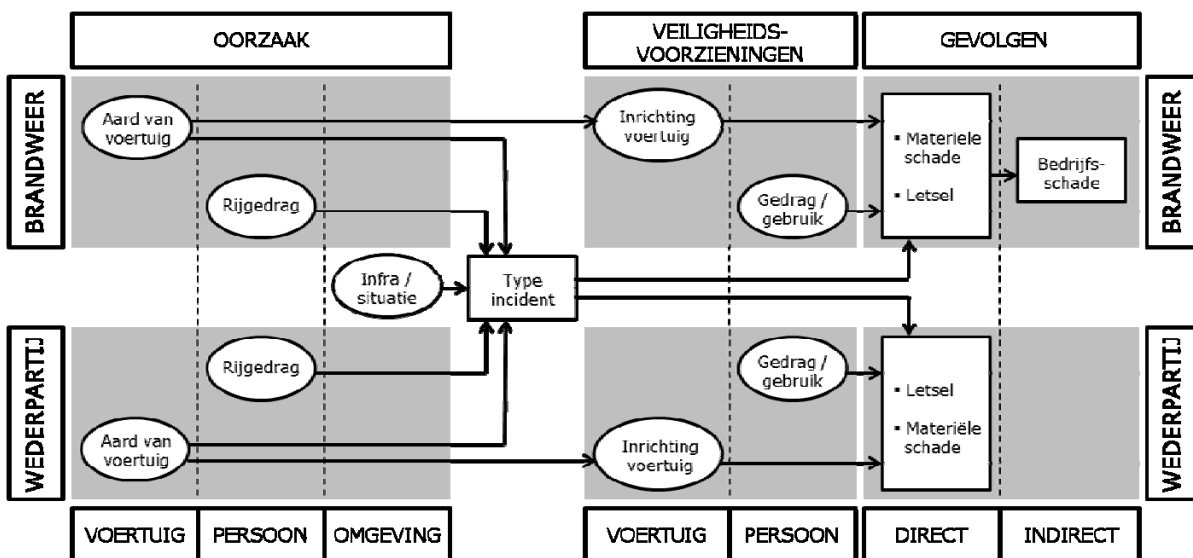 OORZAAK
VEILIGHEIDS-
VOORZIENINGEN
GEVOLGEN
BRANDWEER
Aard van
voertuig
Rijgedrag
Infra /
situatie
Type
incident
Inrichting
voertuig
Gedrag /
gebruik
▪ Materiele
schade
▪ Letsel
Bedrijfs-
schade
BRANDWEER
WEDERPARTIJ
Rijgedrag
Aard van
voertuig
Gedrag /
gebruik
Inrichting
voertuig
▪ Letsel
▪ Materiële
schade
WEDERPARTIJ
VOERTUIG
PERSOON
OMGEVING
VOERTUIG
PERSOON
DIRECT
INDIRECT